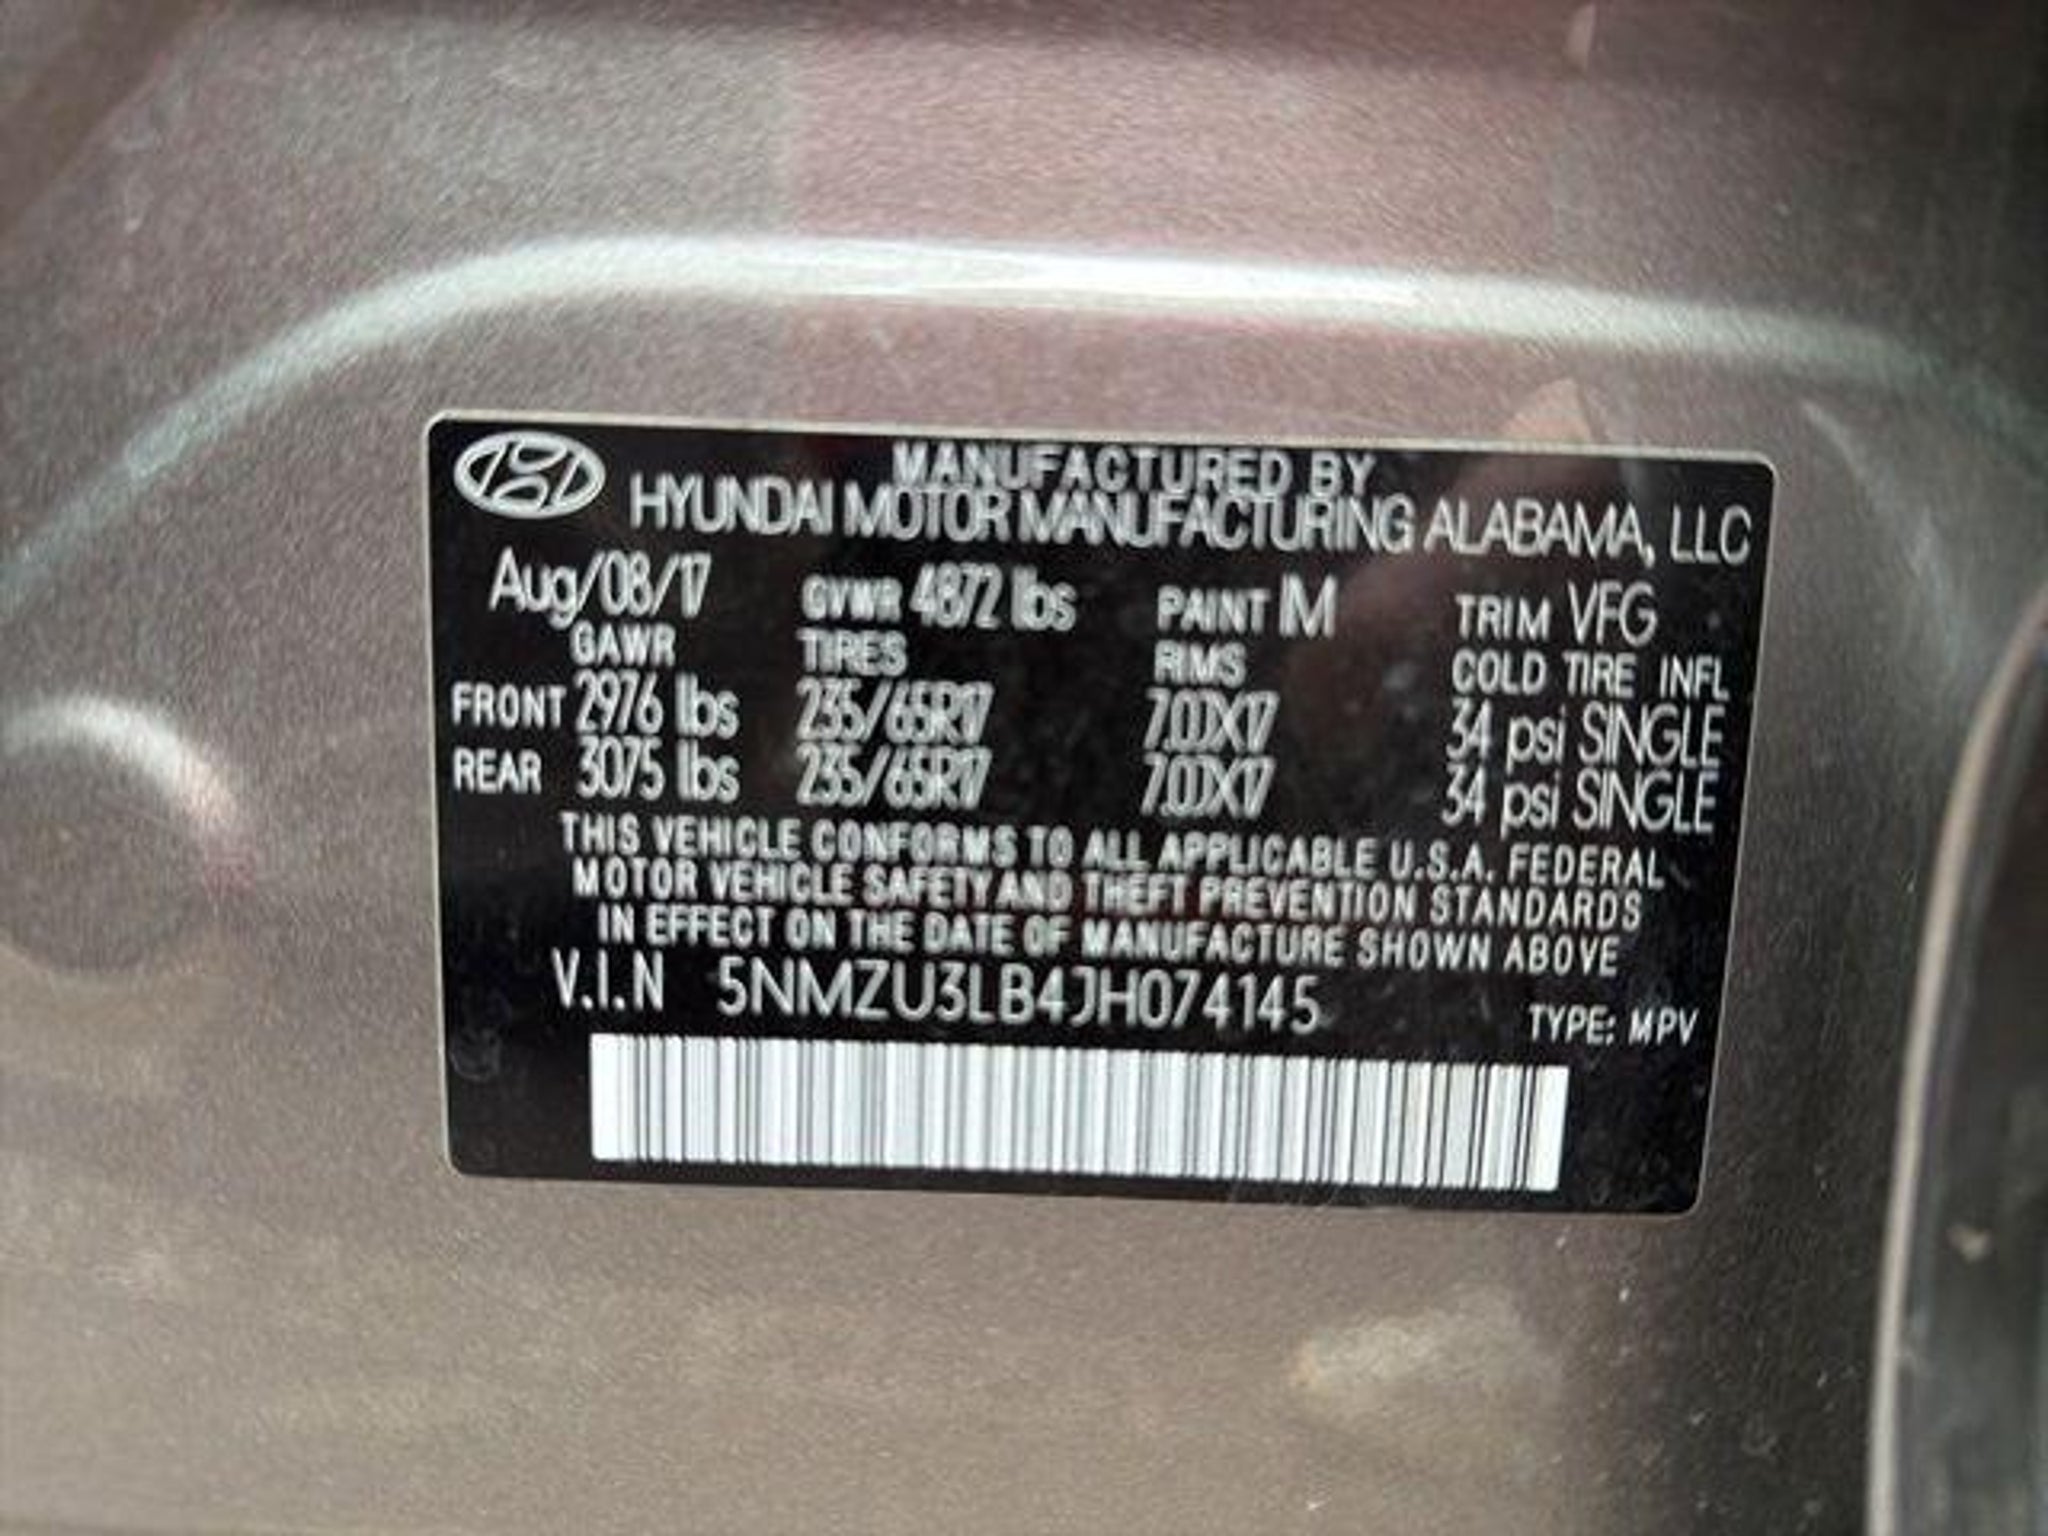 MANUFACTURED BY
HYUNDAI MOTOR MANUFACTURING ALABAMA, LLC
Aug/08/17 GVWR 4872 lbs PAINT IM TRIM VFG
GAWR TIRES RIMS COLD TIRE INFL
FRONT 2976 lbs 235/65R17 7.00X17 34 psi SINGLE
REAR 3075 lbs 235/65R17 7.00X17 34 psi SINGLE
THIS VEHICLE CONFORMS TO ALL APPLICABLE U.S.A. FEDERAL
MOTOR VEHICLE SAFETY AND THEFT PREVENTION STANDARDS
IN EFFECT ON THE DATE OF MANUFACTURE SHOWN ABOVE
V.I.N 5NMZU3LB4JH074145 TYPE: MPV